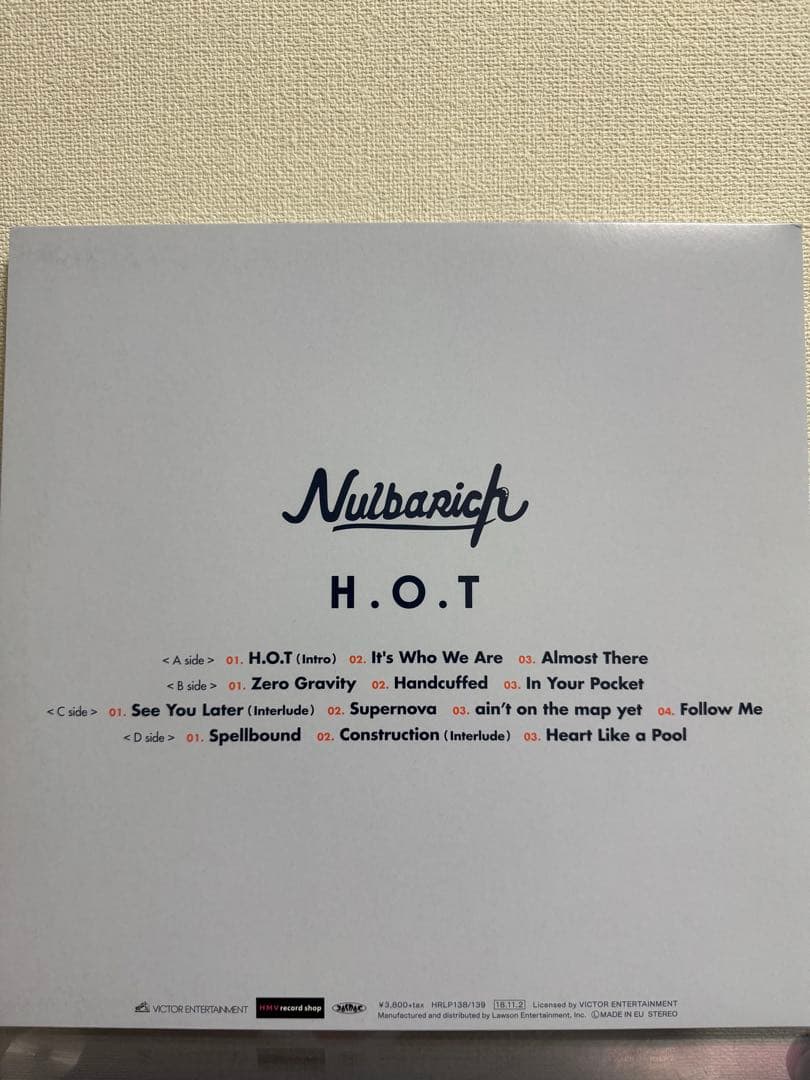 Nulbarich
H.O.T
<A side> 01. H.O.T (Intro) 02. It's Who We Are 03. Almost There
<B side> 01. Zero Gravity 02. Handcuffed 03. In Your Pocket
<C side> 01. See You Later (Interlude) 02. Supernova 03. ain't on the map yet 04. Follow Me
<D side> 01. Spellbound 02. Construction (Interlude) 03. Heart Like a Pool
VICTOR ENTERTAINMENT HMV record shop JASRAC ¥3,800+tax HRLP138/139 18.11.2 Licensed by VICTOR ENTERTAINMENT
Manufactured and distributed by Lawson Entertainment, Inc. ⓁMADE IN EU STEREO